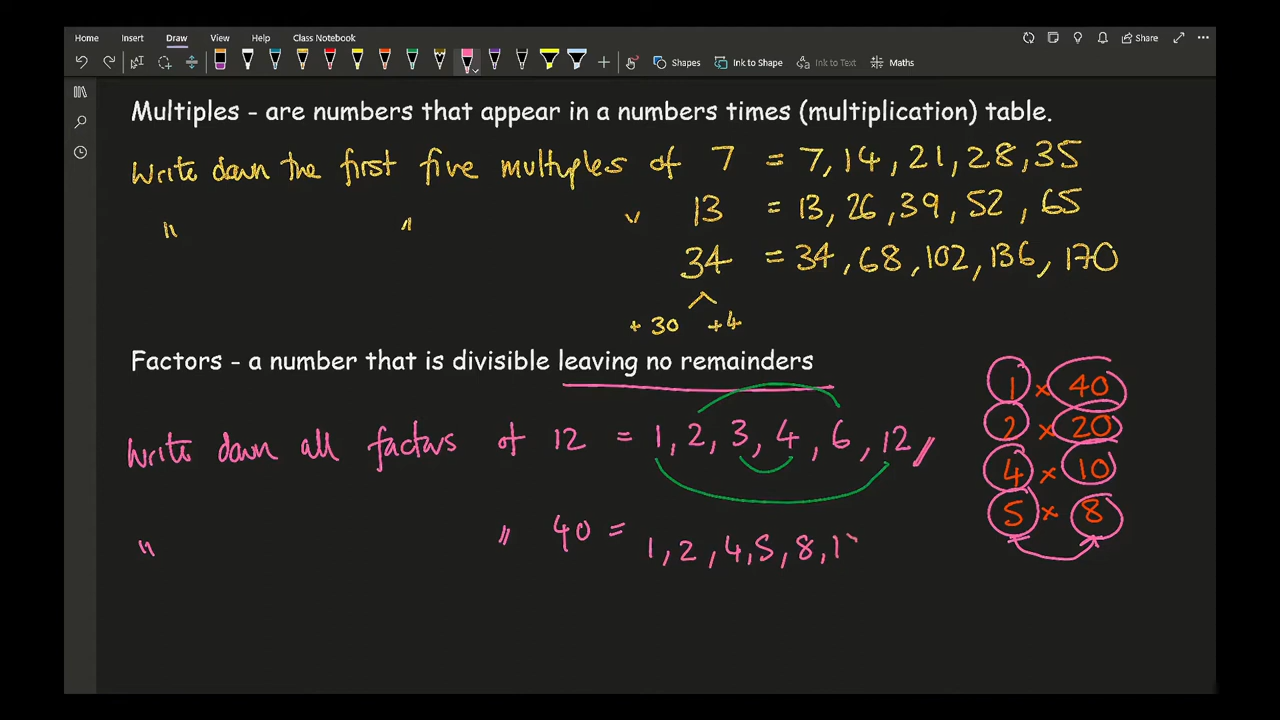 Home Insert Draw View Help Class Notebook Share
Shapes Ink to Shape Ink to Text Maths
Multiples - are numbers that appear in a numbers times (multiplication) table.
Write down the first five multiples of 7 = 7, 14, 21, 28, 35
" " " 13 = 13, 26, 39, 52, 65
34 = 34, 68, 102, 136, 170
+30 +4
Factors - a number that is divisible leaving no remainders
1 × 40
2 × 20
Write down all factors of 12 = 1, 2, 3, 4, 6, 12
4 × 10
5 × 8
" " 40 = 1, 2, 4, 5, 8, 1